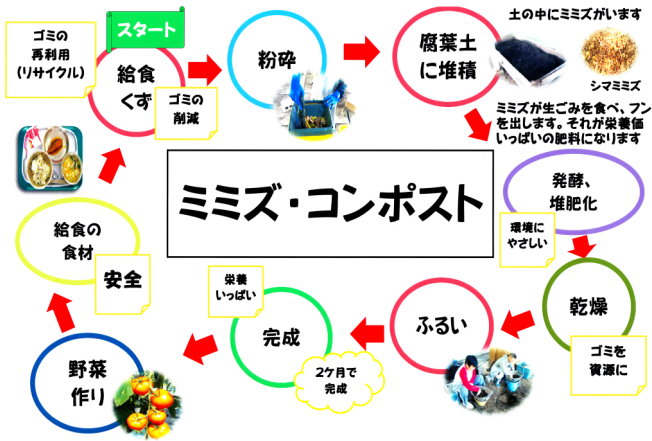 ゴミの
再利用
(リサイクル)
スタート
給食
くず
ゴミの
削減
粉砕
腐葉土
に堆積
土の中にミミズがいます
シマミミズ
ミミズが生ごみを食べ、フン
を出します。それが栄養価
いっぱいの肥料になります
ミミズ・コンポスト
発酵、
堆肥化
環境に
やさしい
乾燥
ゴミを
資源に
ふるい
完成
栄養
いっぱい
2ケ月で
完成
野菜
作り
給食の
食材
安全